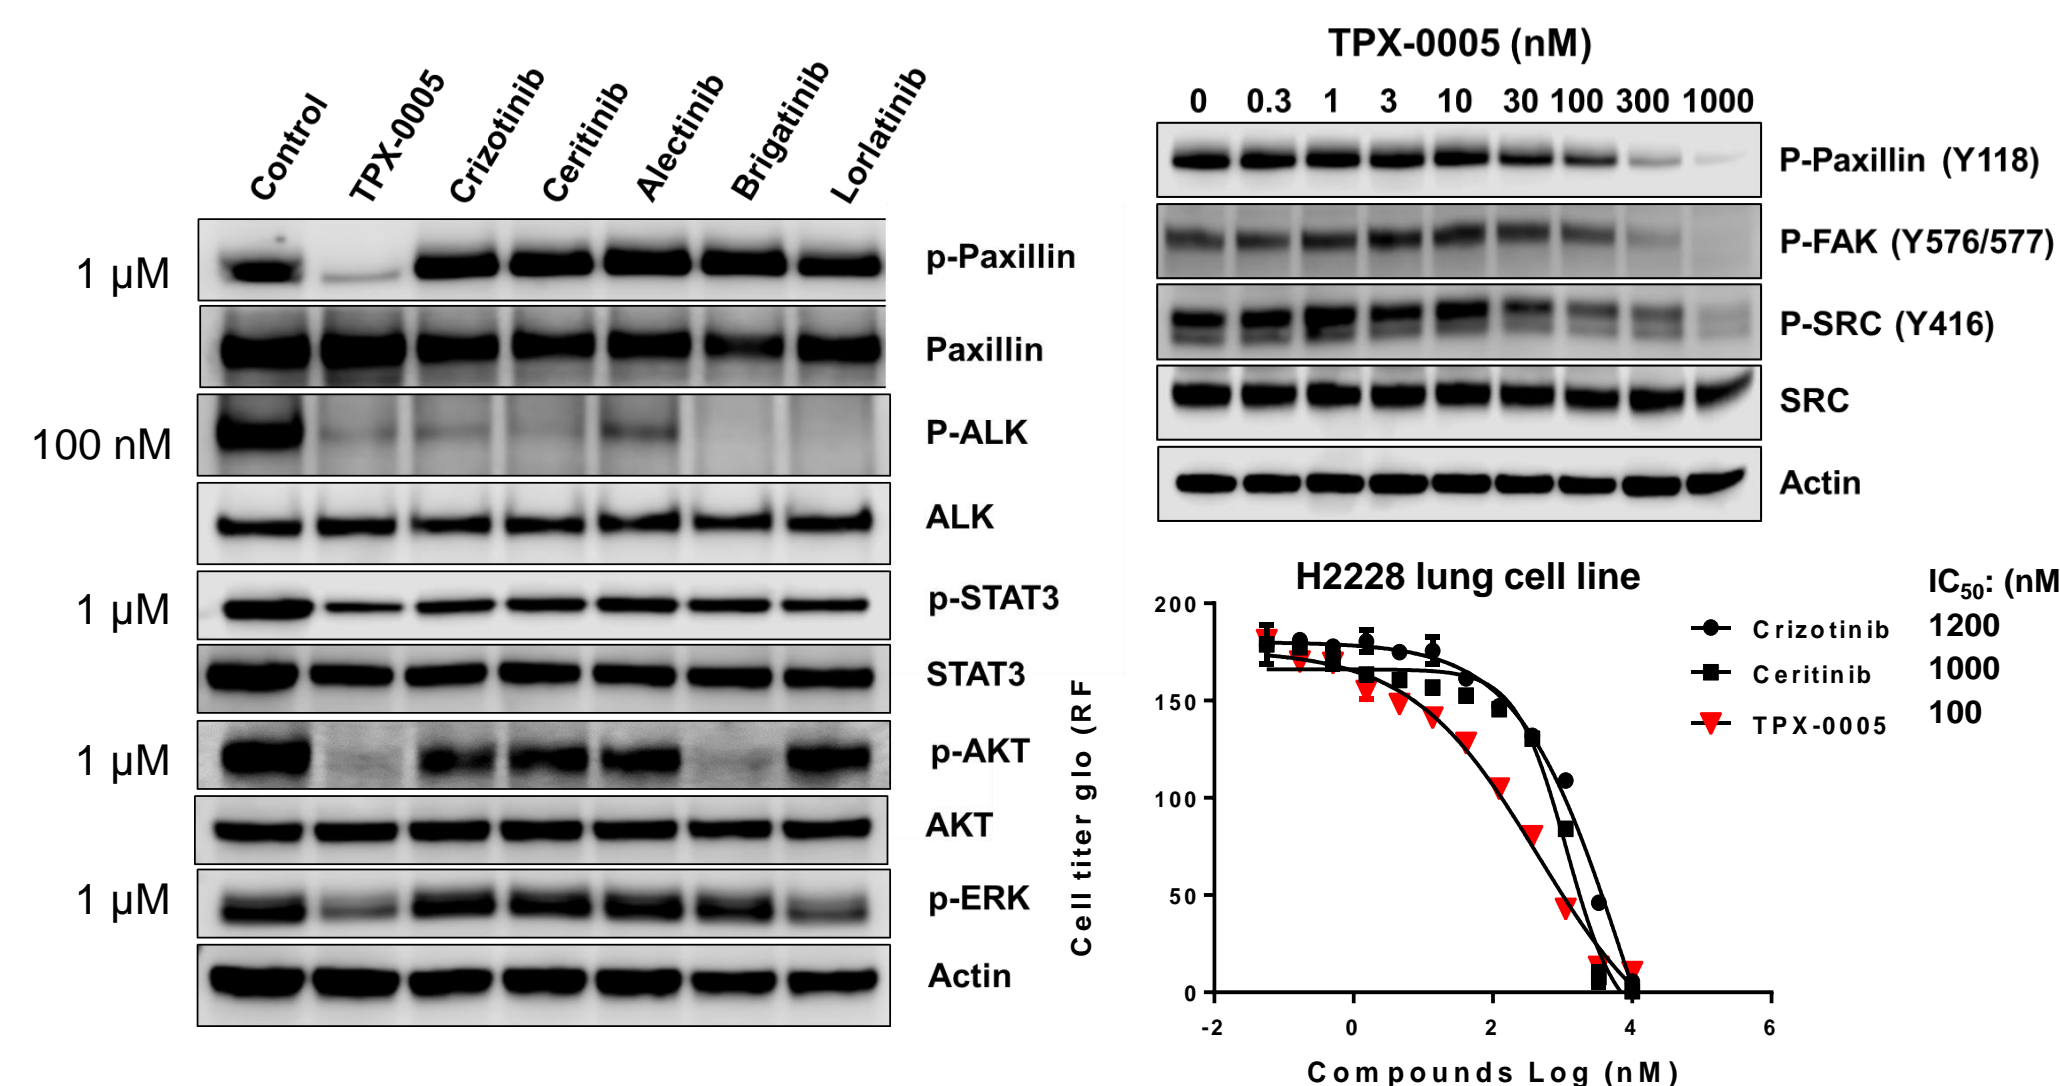 Control
TPX-0005
Crizotinib
Ceritinib
Alectinib
Brigatinib
Lorlatinib
1 µM p-Paxillin
Paxillin
100 nM P-ALK
ALK
1 µM p-STAT3
STAT3
1 µM p-AKT
AKT
1 µM p-ERK
Actin
TPX-0005 (nM)
0 0.3 1 3 10 30 100 300 1000
P-Paxillin (Y118)
P-FAK (Y576/577)
P-SRC (Y416)
SRC
Actin
H2228 lung cell line
IC50: (nM
Crizotinib 1200
Ceritinib 1000
TPX-0005 100
Cell titer glo (RF
200
150
100
50
0
-2 0 2 4 6
Compounds Log (nM)